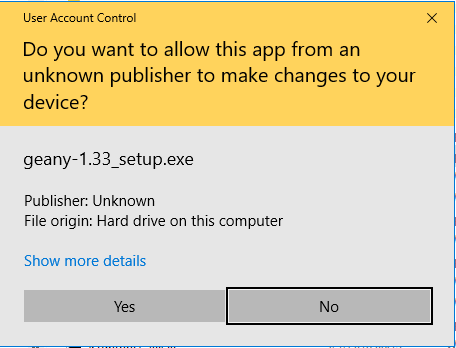 User Account Control
Do you want to allow this app from an
unknown publisher to make changes to your
device?
geany-1.33_setup.exe
Publisher: Unknown
File origin: Hard drive on this computer
Show more details
Yes
No